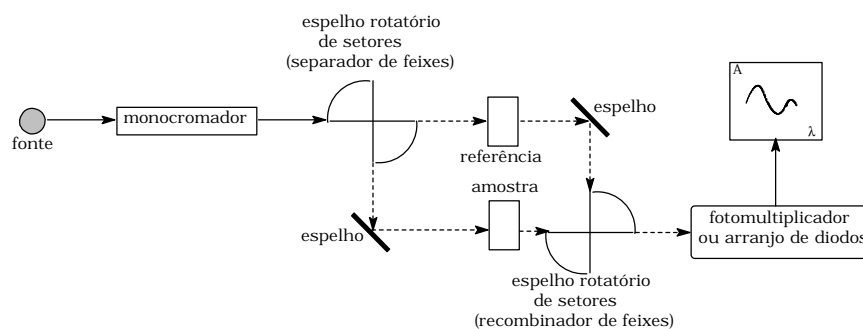 espelho rotatório
de setores
(separador de feixes)
A
λ
monocromador
fonte
espelho
referência
amostra
espelho
fotomultiplicador
ou arranjo de diodos
espelho rotatório
de setores
(recombinador de feixes)